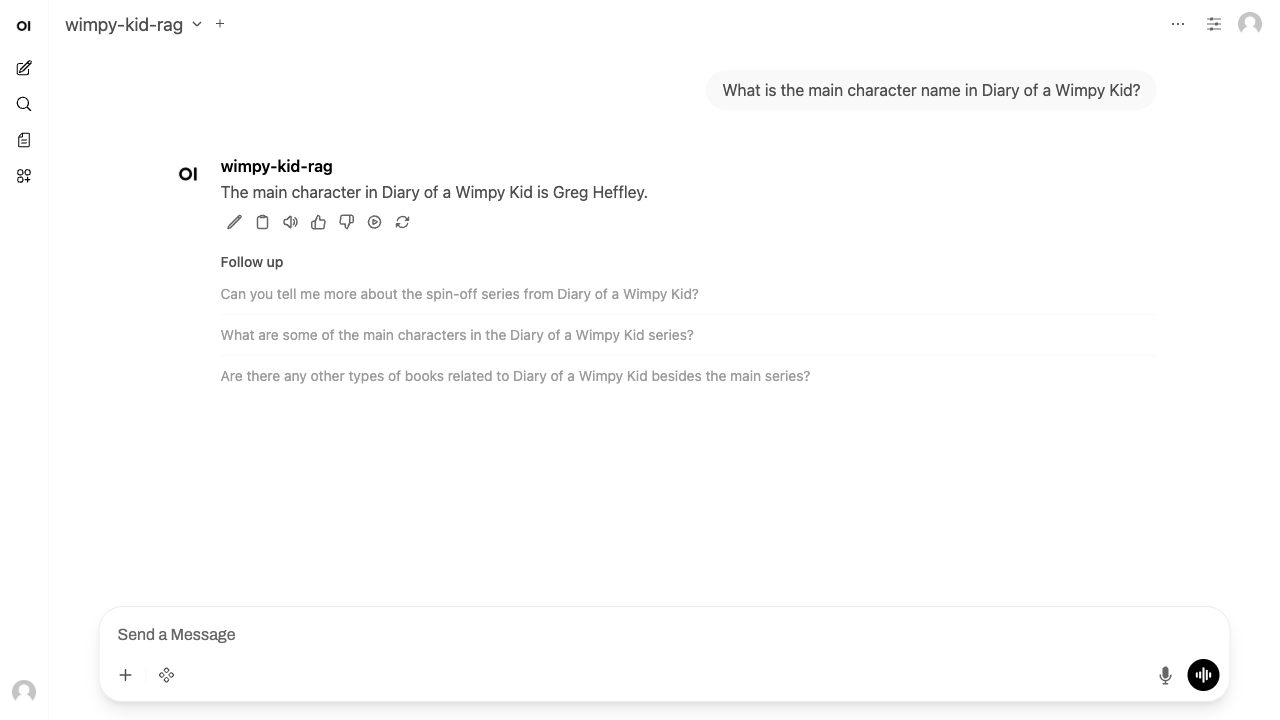 OI
wimpy-kid-rag
What is the main character name in Diary of a Wimpy Kid?
OI
wimpy-kid-rag
The main character in Diary of a Wimpy Kid is Greg Heffley.
Follow up
Can you tell me more about the spin-off series from Diary of a Wimpy Kid?
What are some of the main characters in the Diary of a Wimpy Kid series?
Are there any other types of books related to Diary of a Wimpy Kid besides the main series?
Send a Message